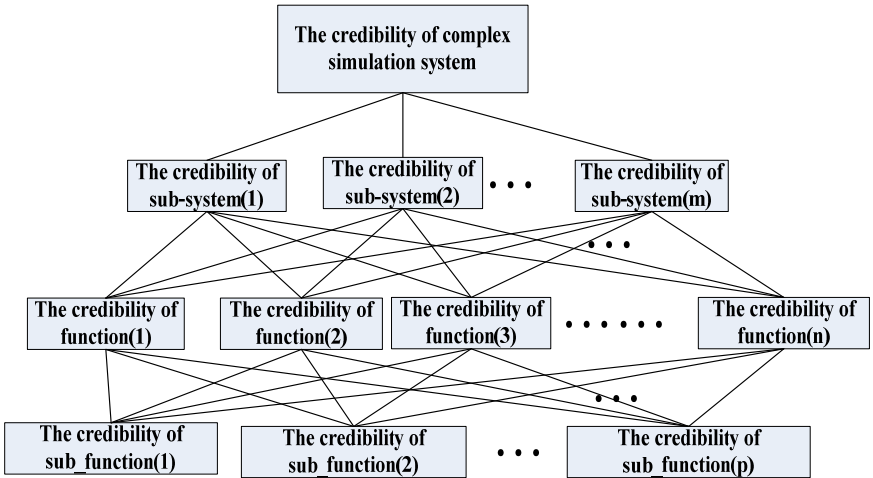 The credibility of complex
simulation system
The credibility of
sub-system(1)
The credibility of
sub-system(2)
The credibility of
sub-system(m)
The credibility of
function(1)
The credibility of
function(2)
The credibility of
function(3)
The credibility of
function(n)
The credibility of
sub_function(1)
The credibility of
sub_function(2)
The credibility of
sub_function(p)